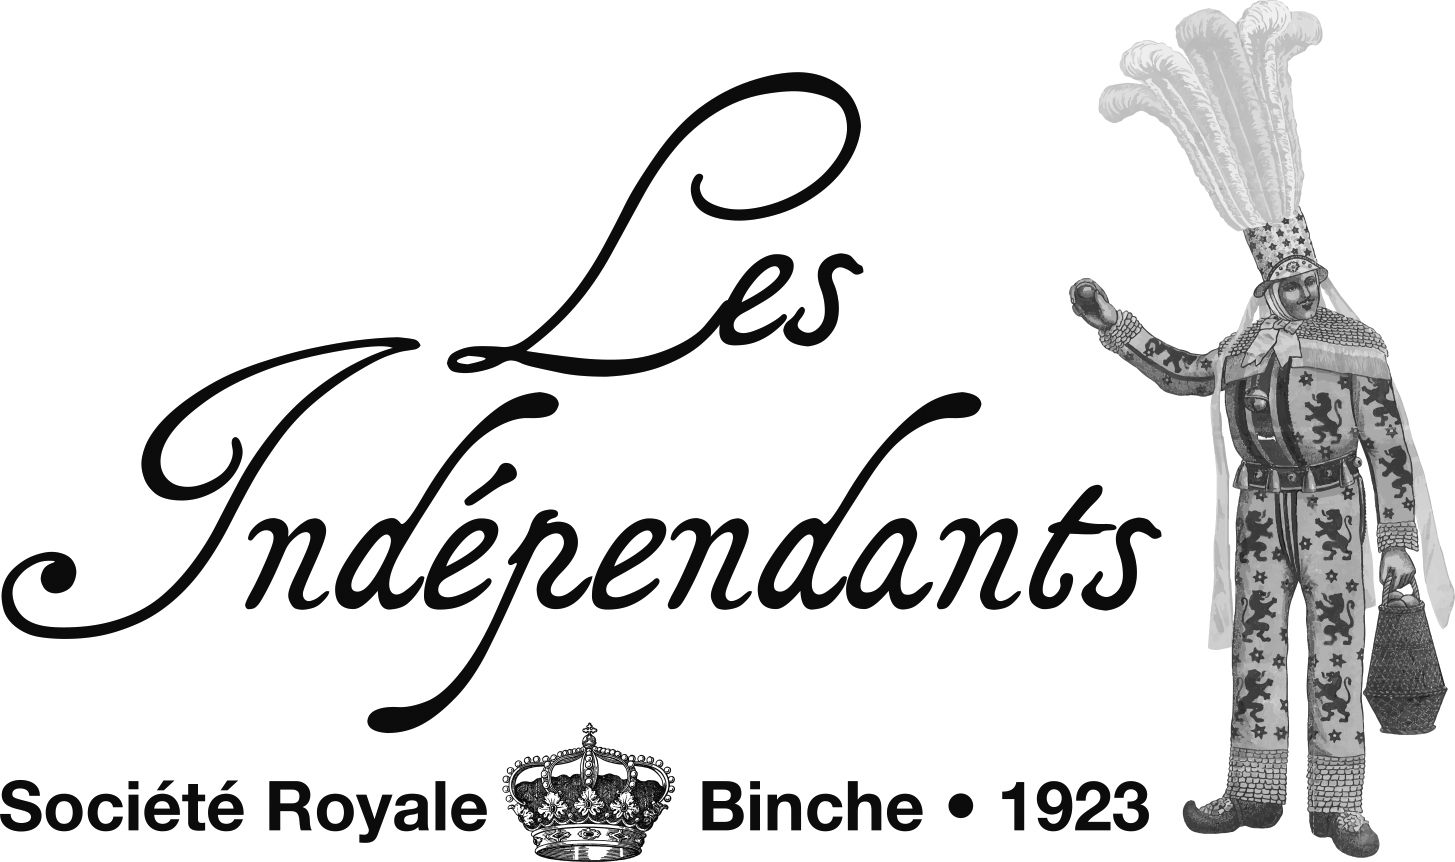 Les
Indépendants
Société Royale Binche • 1923